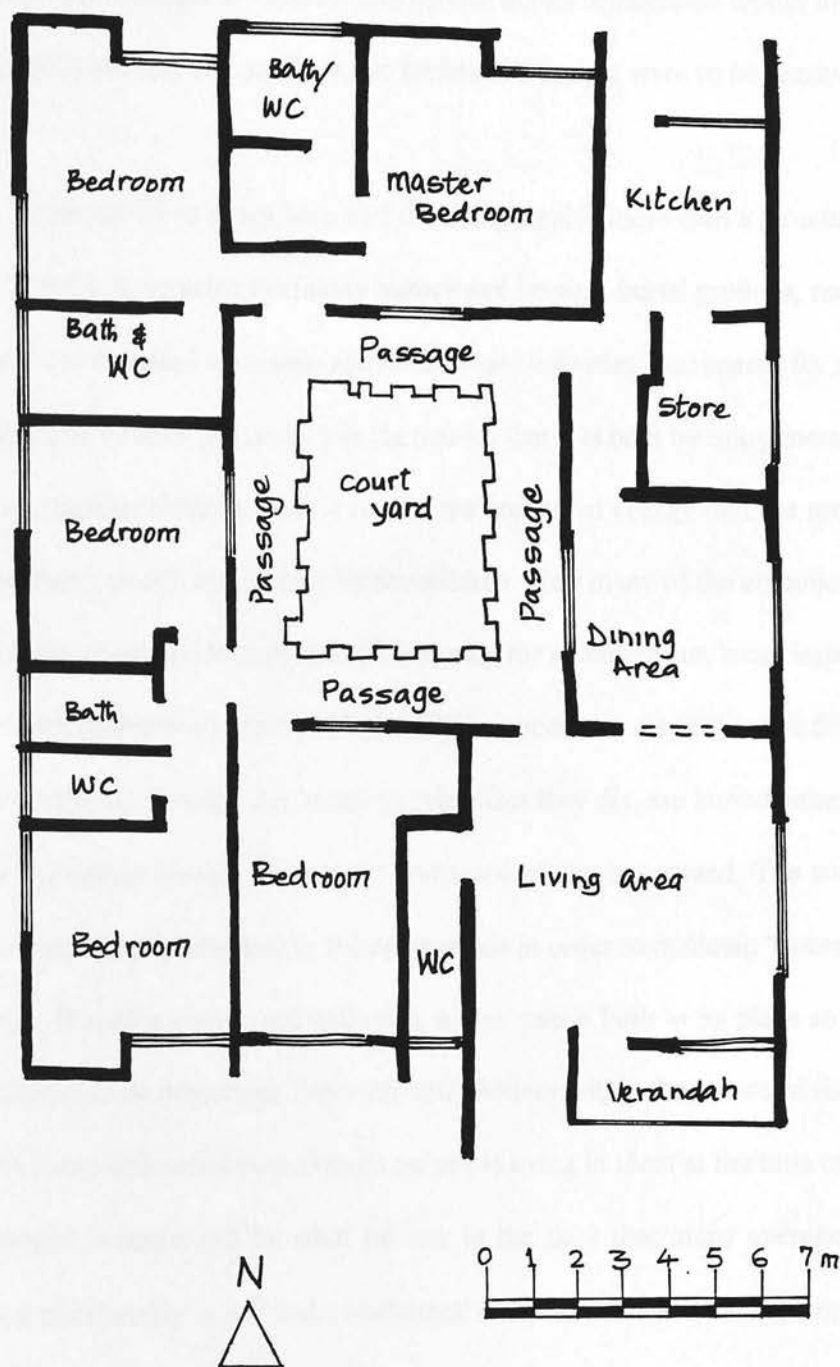 Bath/
WC
Bedroom
Master
Bedroom
Kitchen
Bath &
WC
Passage
Store
court
yard
Bedroom
Passage
Passage
Dining
Area
Passage
Bath
WC
Bedroom
Living area
Bedroom
WC
Verandah
N
0 1 2 3 4 5 6 7 m